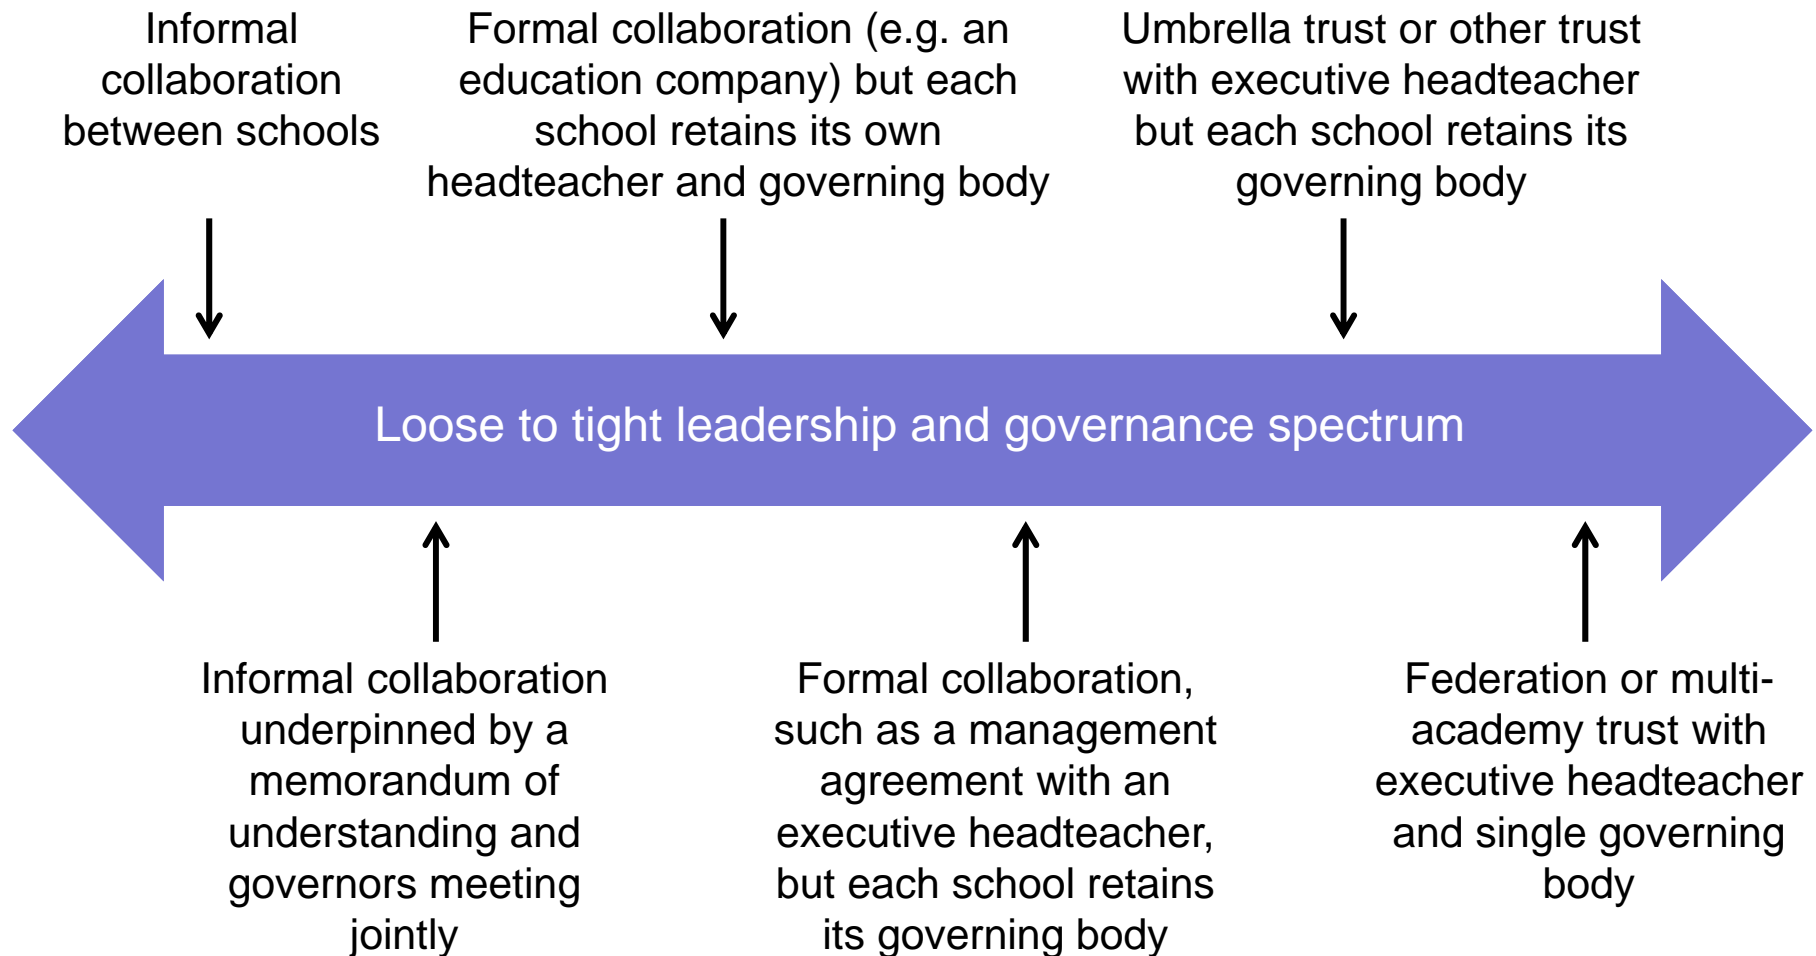 Informal
collaboration
between schools
Formal collaboration (e.g. an
education company) but each
school retains its own
headteacher and governing body
Umbrella trust or other trust
with executive headteacher
but each school retains its
governing body
Loose to tight leadership and governance spectrum
Informal collaboration
underpinned by a
memorandum of
understanding and
governors meeting
jointly
Formal collaboration,
such as a management
agreement with an
executive headteacher,
but each school retains
its governing body
Federation or multi-
academy trust with
executive headteacher
and single governing
body